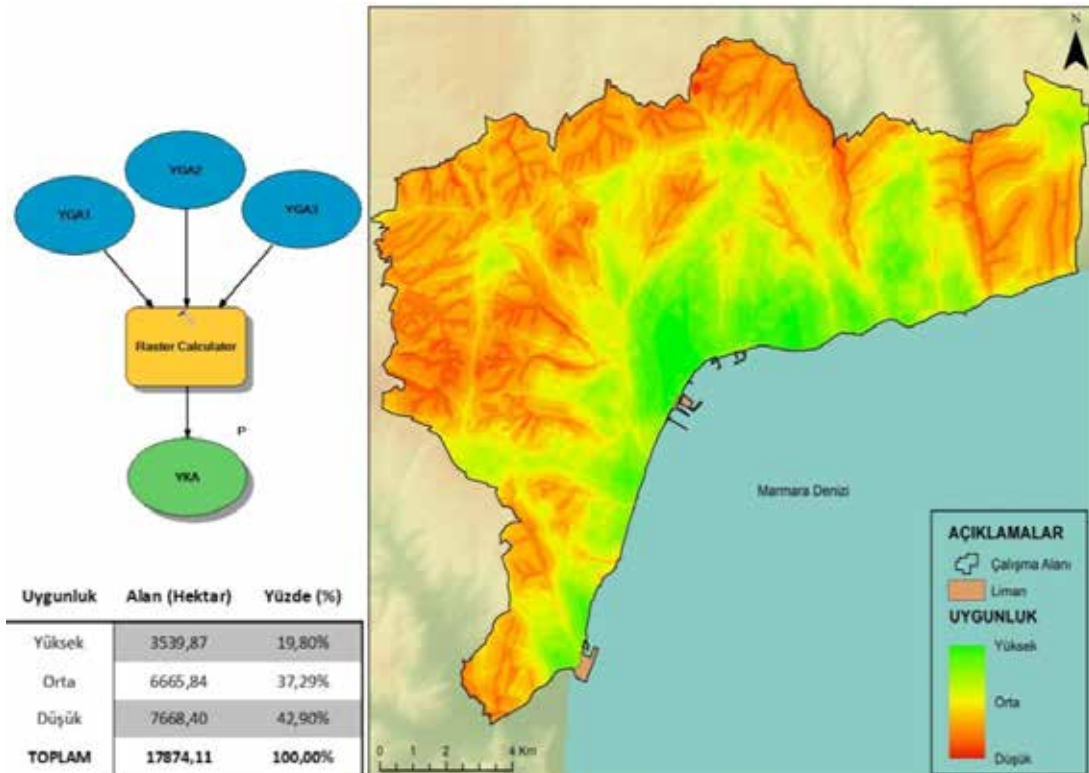 YGA1
YGA2
YGA3
Raster Calculator
P
YKA
Uygunluk Alan (Hektar) Yüzde (%)
Yüksek 3539,87 19,80%
Orta 6665,84 37,29%
Düşük 7668,40 42,90%
TOPLAM 17874,11 100,00%
N
Marmara Denizi
0 1 2 4 Km
AÇIKLAMALAR
Çalışma Alanı
Liman
UYGUNLUK
Yüksek
Orta
Düşük